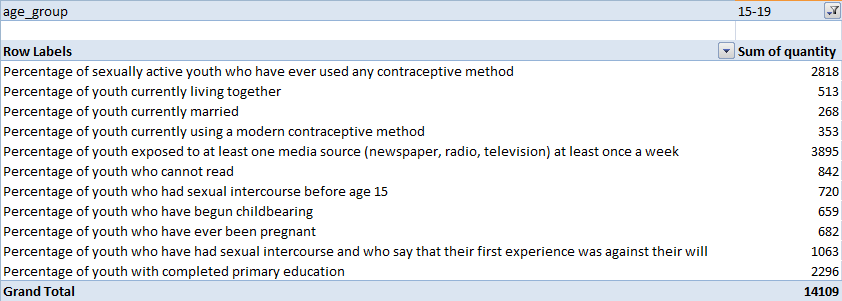 age_group 15-19
Row Labels Sum of quantity
Percentage of sexually active youth who have ever used any contraceptive method 2818
Percentage of youth currently living together 513
Percentage of youth currently married 268
Percentage of youth currently using a modern contraceptive method 353
Percentage of youth exposed to at least one media source (newspaper, radio, television) at least once a week 3895
Percentage of youth who cannot read 842
Percentage of youth who had sexual intercourse before age 15 720
Percentage of youth who have begun childbearing 659
Percentage of youth who have ever been pregnant 682
Percentage of youth who have had sexual intercourse and who say that their first experience was against their will 1063
Percentage of youth with completed primary education 2296
Grand Total 14109